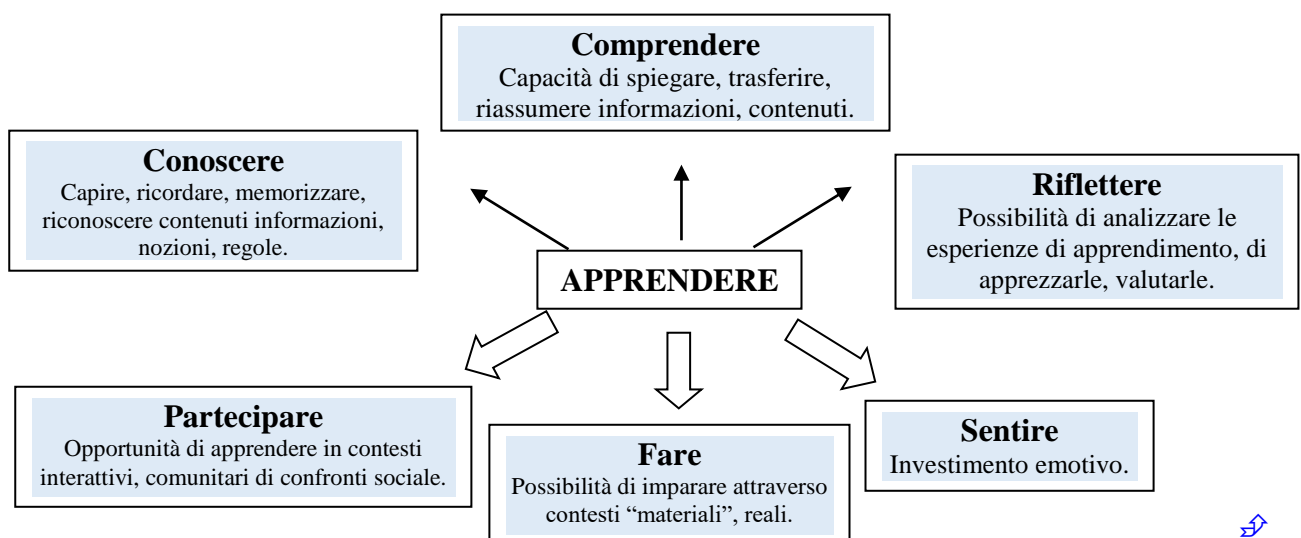 Comprendere
Capacità di spiegare, trasferire,
riassumere informazioni, contenuti.
Conoscere
Capire, ricordare, memorizzare,
riconoscere contenuti informazioni,
nozioni, regole.
Riflettere
Possibilità di analizzare le
esperienze di apprendimento, di
apprezzarle, valutarle.
APPRENDERE
Partecipare
Opportunità di apprendere in contesti
interattivi, comunitari di confronti sociale.
Fare
Possibilità di imparare attraverso
contesti “materiali”, reali.
Sentire
Investimento emotivo.